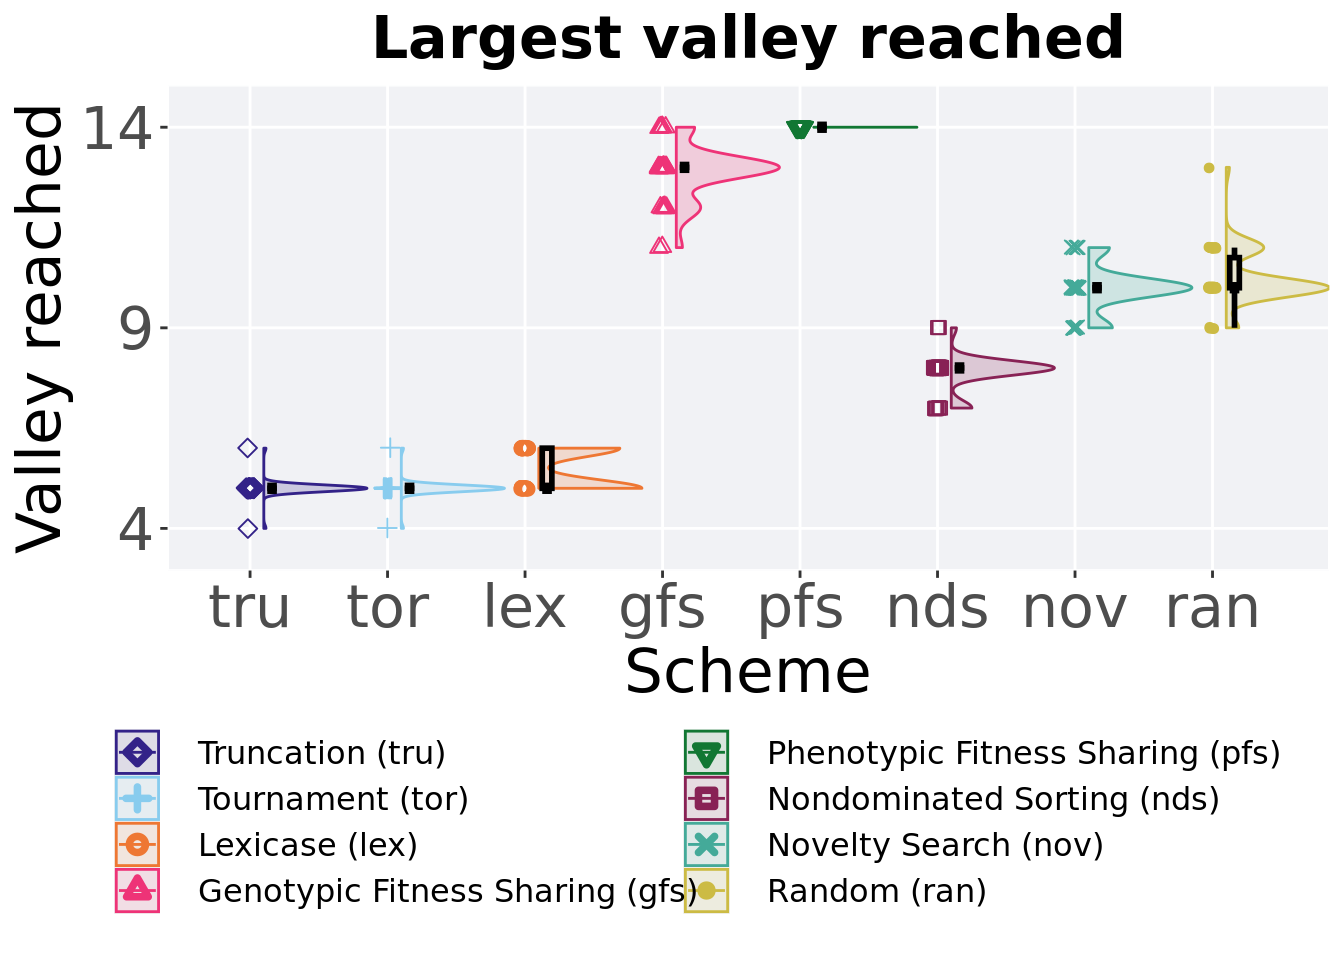 Largest valley reached
Valley reached
14
9
4
tru tor lex gfs pfs nds nov ran
Scheme
Truncation (tru)
Tournament (tor)
Lexicase (lex)
Genotypic Fitness Sharing (gfs)
Phenotypic Fitness Sharing (pfs)
Nondominated Sorting (nds)
Novelty Search (nov)
Random (ran)